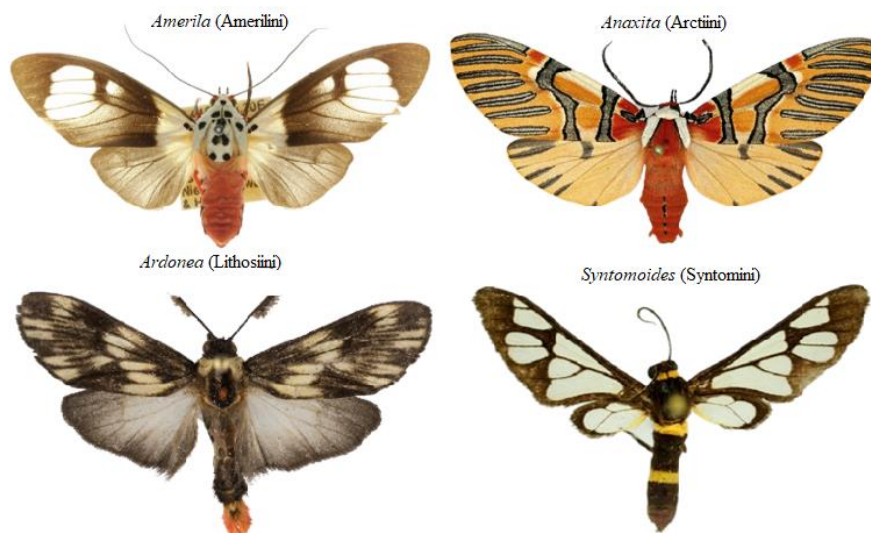 Amerila (Amerilini)
Anaxita (Arctiini)
Ardonea (Lithosiini)
Syntomoides (Syntomini)